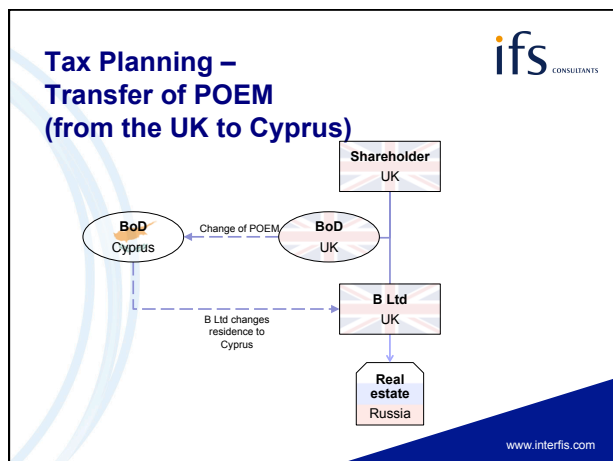 Tax Planning –
Transfer of POEM
(from the UK to Cyprus)
ifs CONSULTANTS
Shareholder
UK
BoD
Cyprus
Change of POEM
BoD
UK
B Ltd changes
residence to
Cyprus
B Ltd
UK
Real
estate
Russia
www.interfis.com